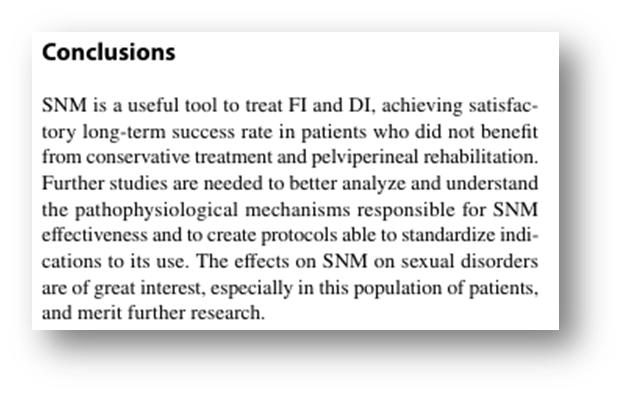 Conclusions
SNM is a useful tool to treat FI and DI, achieving satisfac-
tory long-term success rate in patients who did not benefit
from conservative treatment and pelviperineal rehabilitation.
Further studies are needed to better analyze and understand
the pathophysiological mechanisms responsible for SNM
effectiveness and to create protocols able to standardize indi-
cations to its use. The effects on SNM on sexual disorders
are of great interest, especially in this population of patients,
and merit further research.